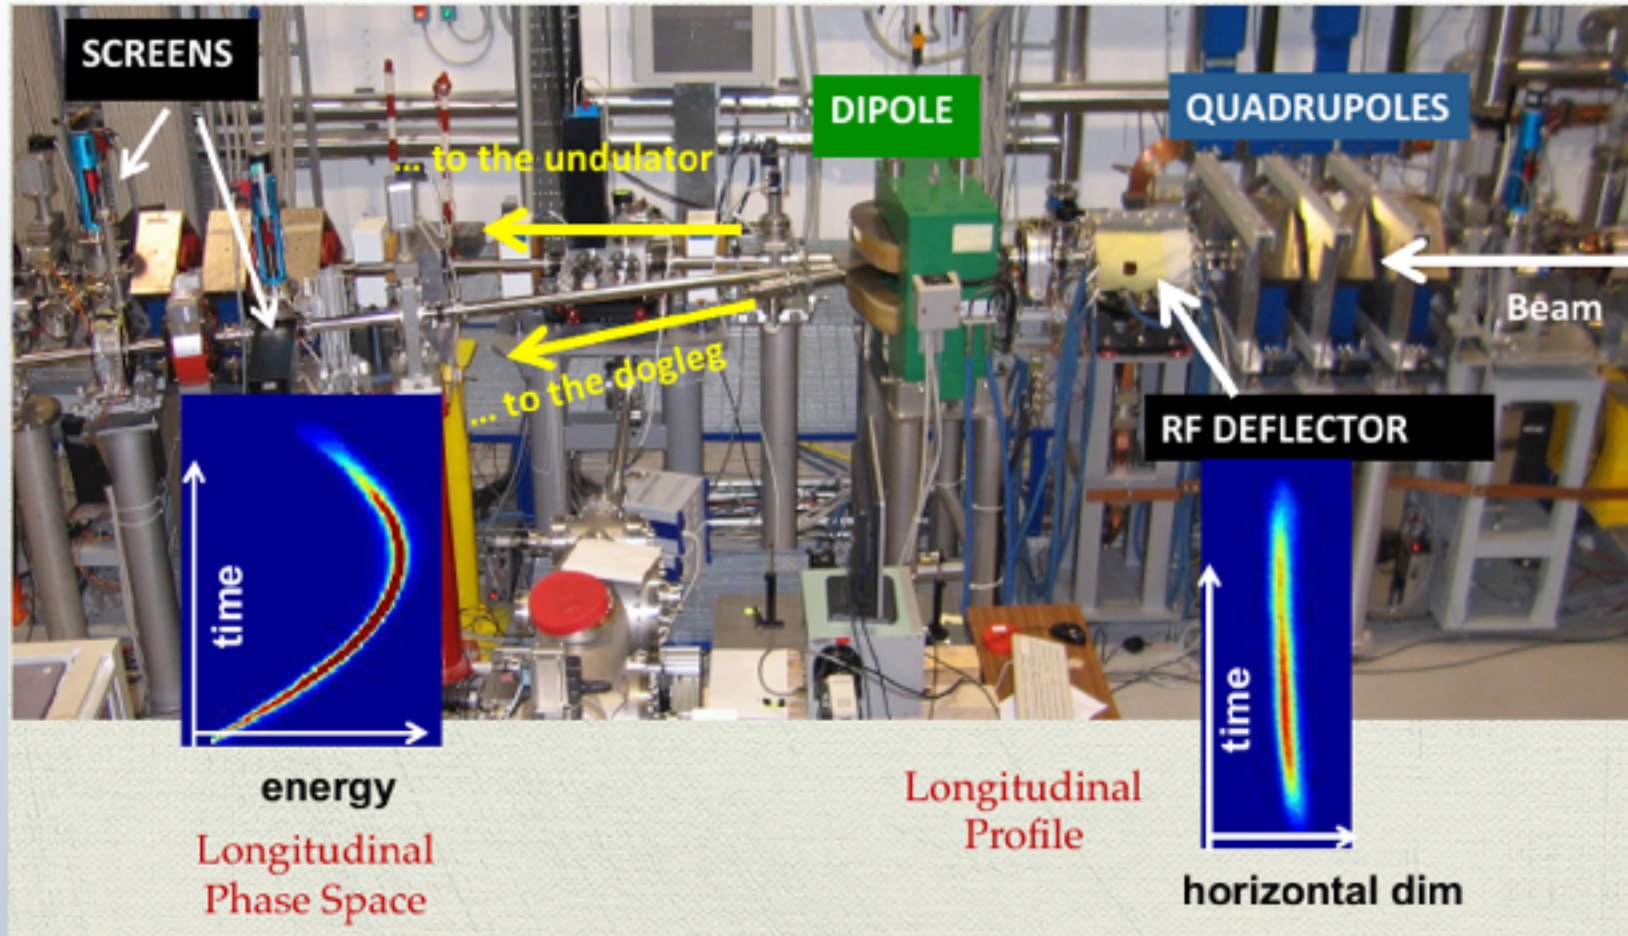 SCREENS
DIPOLE
QUADRUPOLES
... to the undulator
Beam
... to the dogleg
RF DEFLECTOR
time
energy
Longitudinal
Phase Space
time
Longitudinal
Profile
horizontal dim